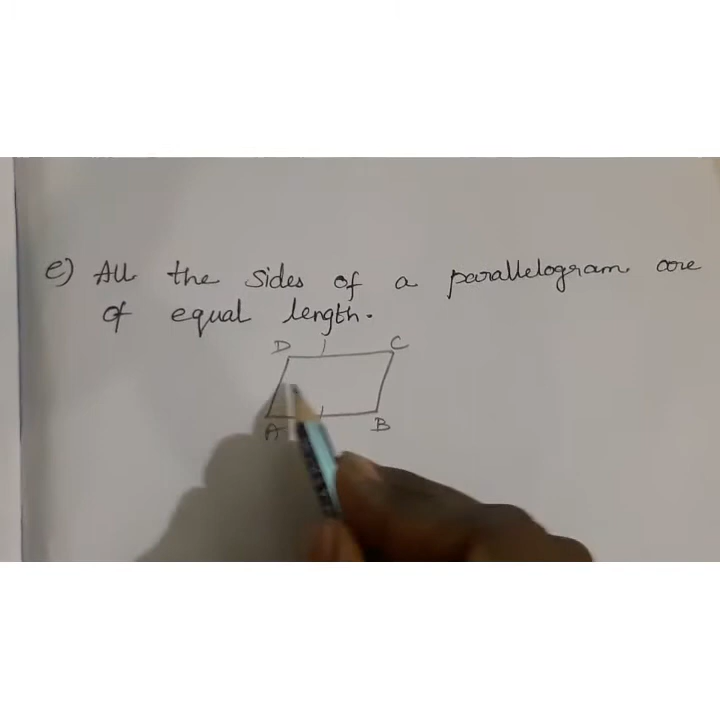 e) All the sides of a parallelogram are
of equal length.
D C
A B